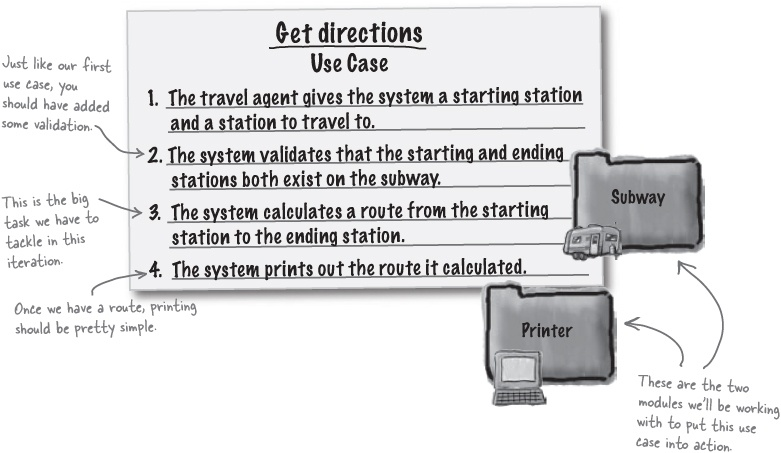 Get directions
Use Case
1. The travel agent gives the system a starting station
and a station to travel to.
2. The system validates that the starting and ending
stations both exist on the subway.
3. The system calculates a route from the starting
station to the ending station.
4. The system prints out the route it calculated.
Just like our first
use case, you
should have added
some validation.
This is the big
task we have to
tackle in this
iteration.
Once we have a route, printing
should be pretty simple.
Subway
Printer
These are the two
modules we'll be working
with to put this use
case into action.